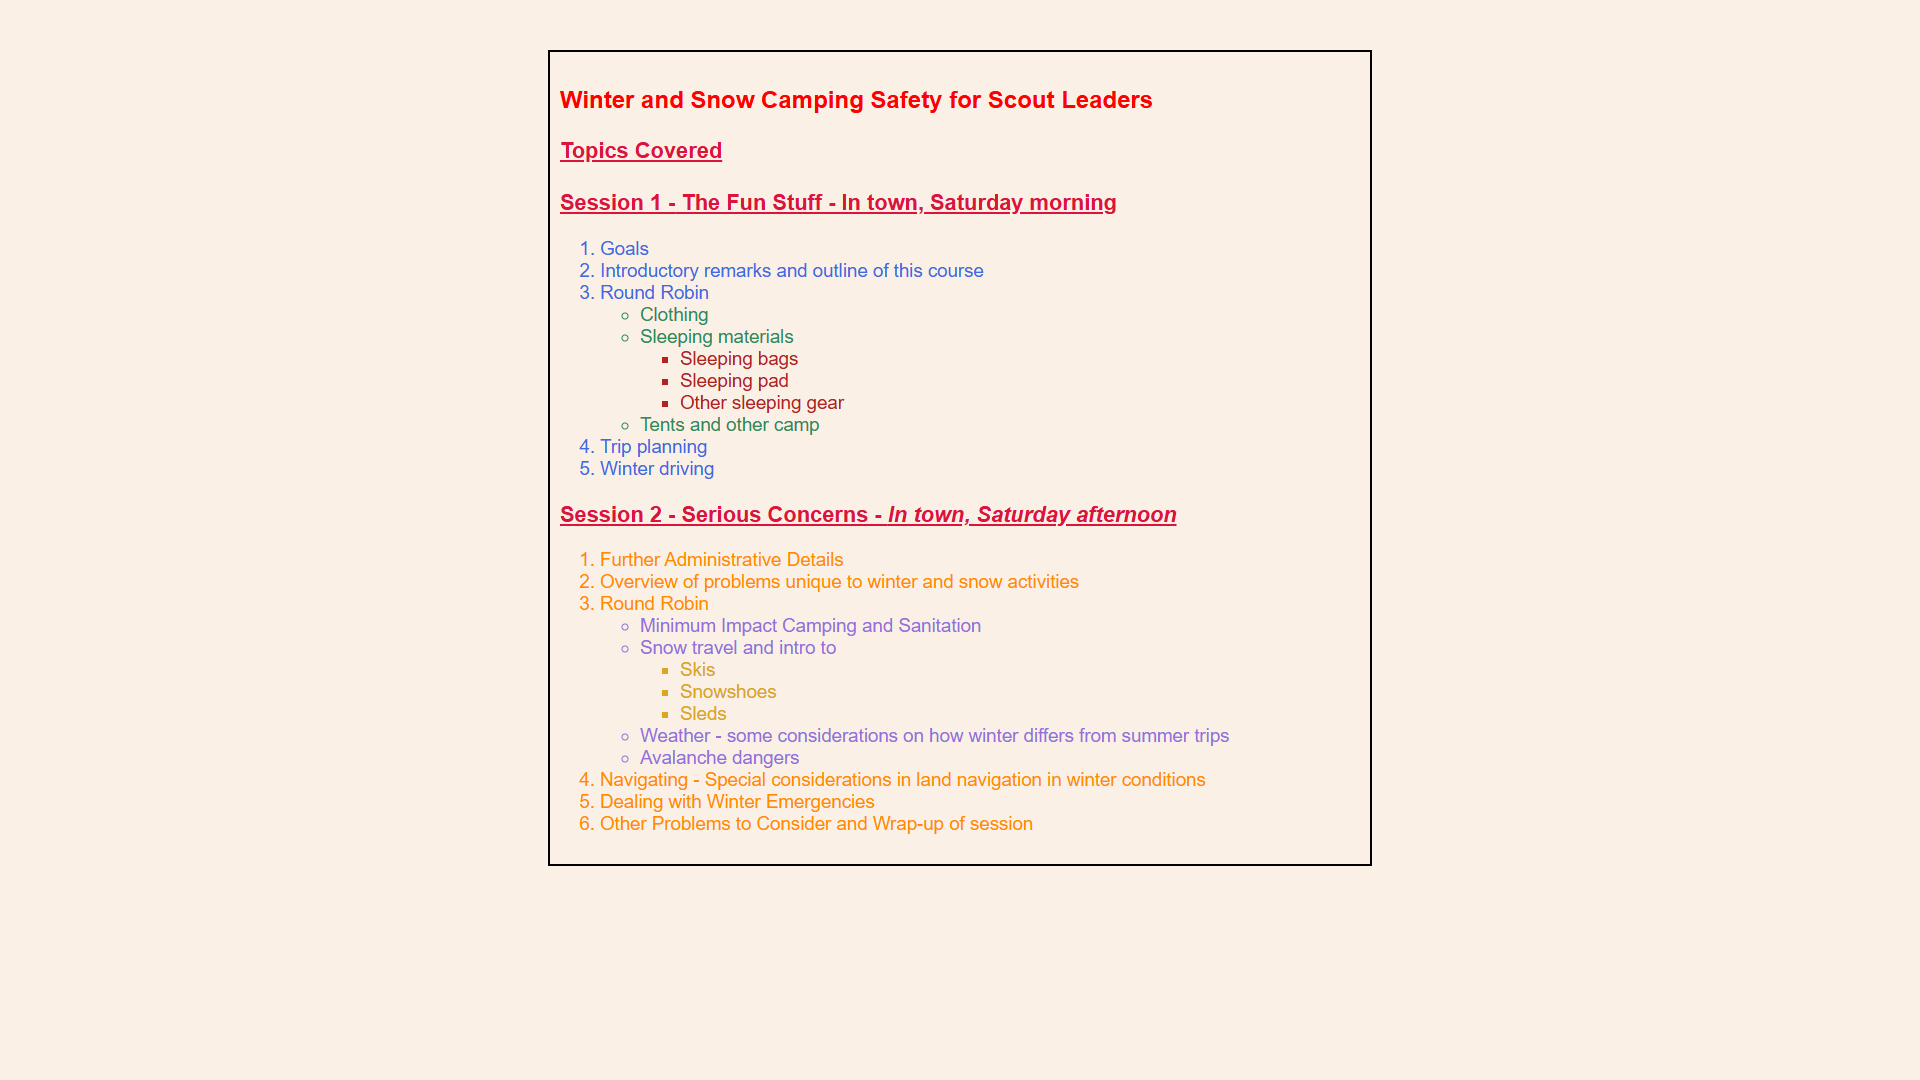 Winter and Snow Camping Safety for Scout Leaders
Topics Covered
Session 1 - The Fun Stuff - In town, Saturday morning
1. Goals
2. Introductory remarks and outline of this course
3. Round Robin
Clothing
Sleeping materials
Sleeping bags
Sleeping pad
Other sleeping gear
Tents and other camp
4. Trip planning
5. Winter driving
Session 2 - Serious Concerns - In town, Saturday afternoon
1. Further Administrative Details
2. Overview of problems unique to winter and snow activities
3. Round Robin
Minimum Impact Camping and Sanitation
Snow travel and intro to
Skis
Snowshoes
Sleds
Weather - some considerations on how winter differs from summer trips
Avalanche dangers
4. Navigating - Special considerations in land navigation in winter conditions
5. Dealing with Winter Emergencies
6. Other Problems to Consider and Wrap-up of session